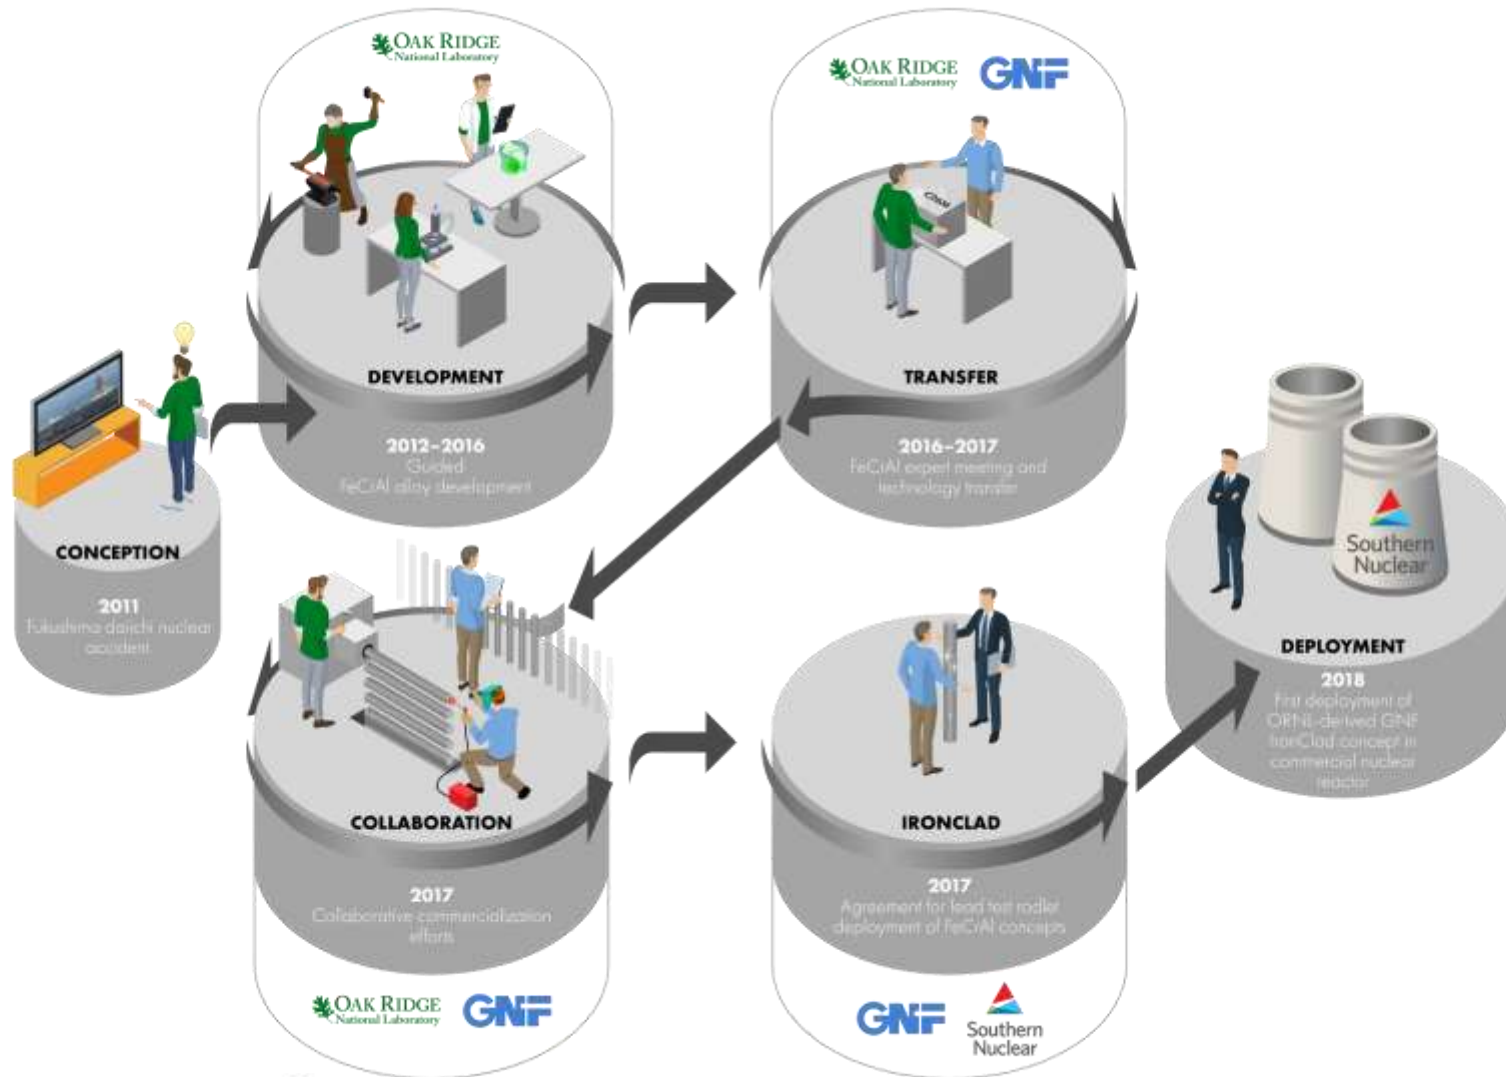 OAK RIDGE
National Laboratory
DEVELOPMENT
2012–2016
Guided
FeCrAl alloy development
OAK RIDGE
National Laboratory
GNF
CDRM
TRANSFER
2016–2017
FeCrAl expert meeting and
technology transfer
CONCEPTION
2011
Fukushima daiichi nuclear
accident
COLLABORATION
2017
Collaborative commercialization
efforts
OAK RIDGE
National Laboratory
GNF
IRONCLAD
2017
Agreement for lead test rodlet
deployment of FeCrAl concepts
GNF
Southern
Nuclear
Southern
Nuclear
DEPLOYMENT
2018
First deployment of
ORNL-derived GNF
IronClad concept in
commercial nuclear
reactor